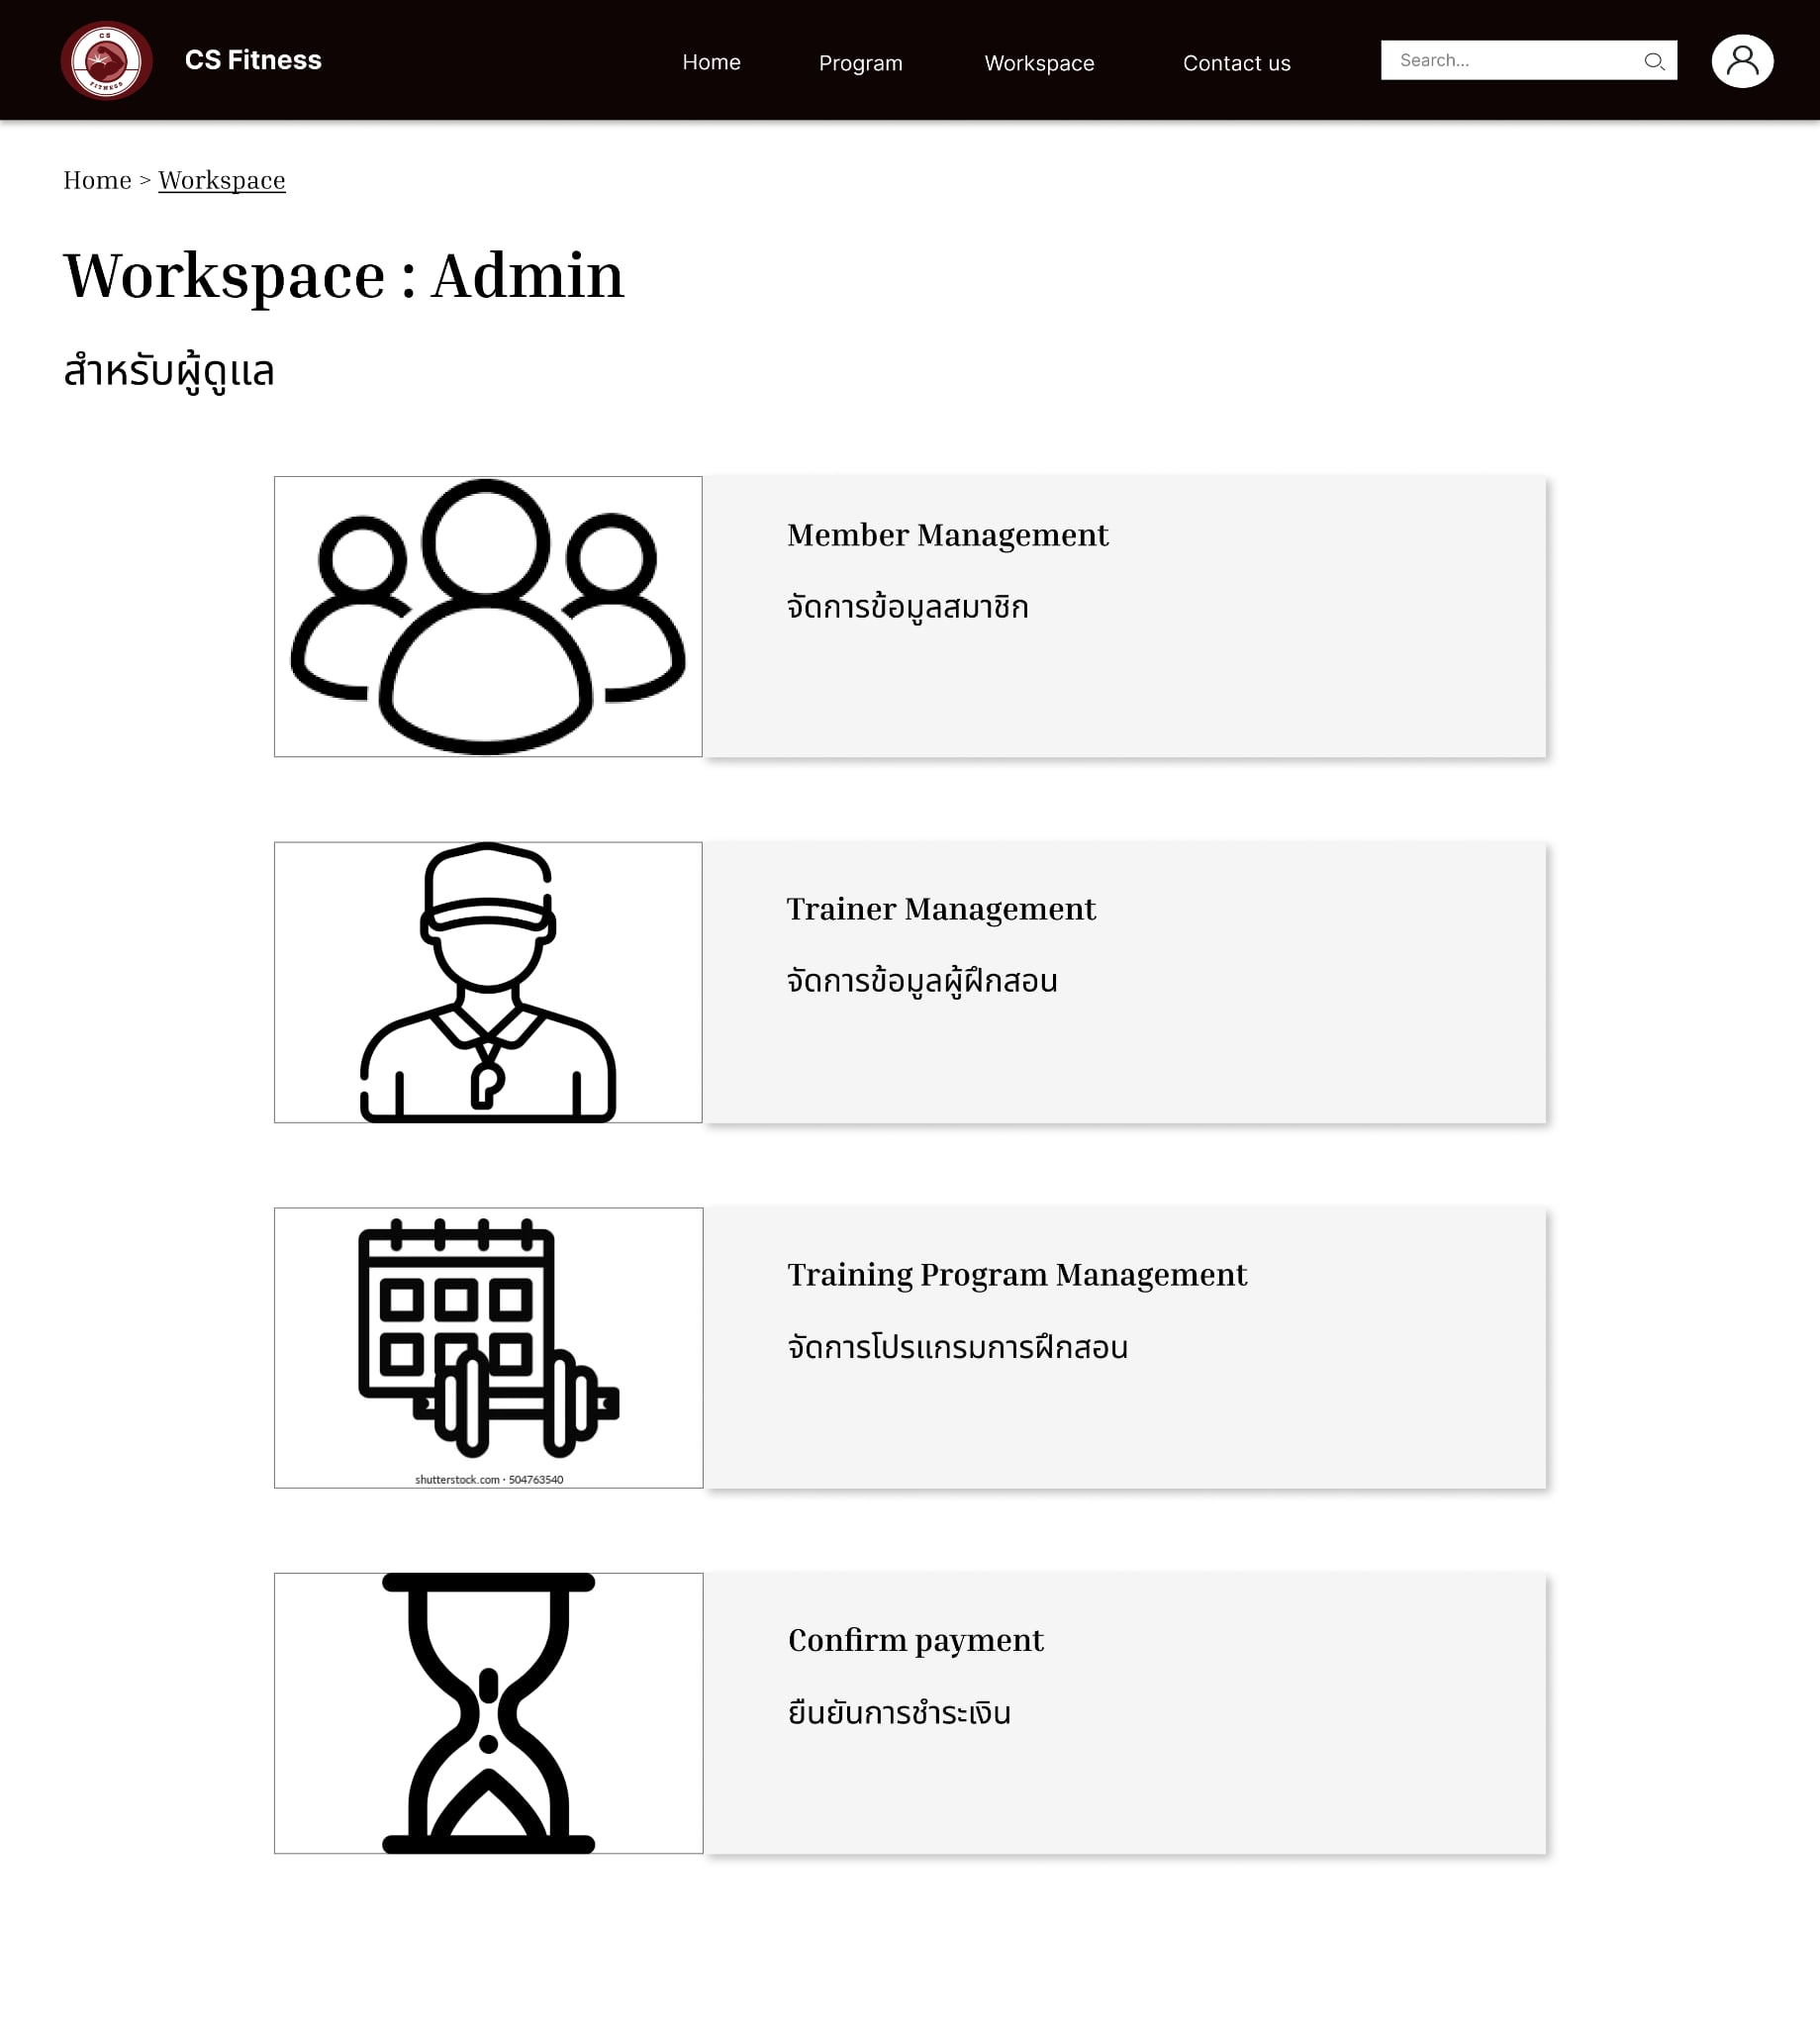 CS
FITNESS
CS Fitness
Home
Program
Workspace
Contact us
Search...
Home > Workspace
Workspace : Admin
สำหรับผู้ดูแล
Member Management
จัดการข้อมูลสมาชิก
Trainer Management
จัดการข้อมูลผู้ฝึกสอน
Training Program Management
จัดการโปรแกรมการฝึกสอน
shutterstock.com · 504763540
Confirm payment
ยืนยันการชำระเงิน